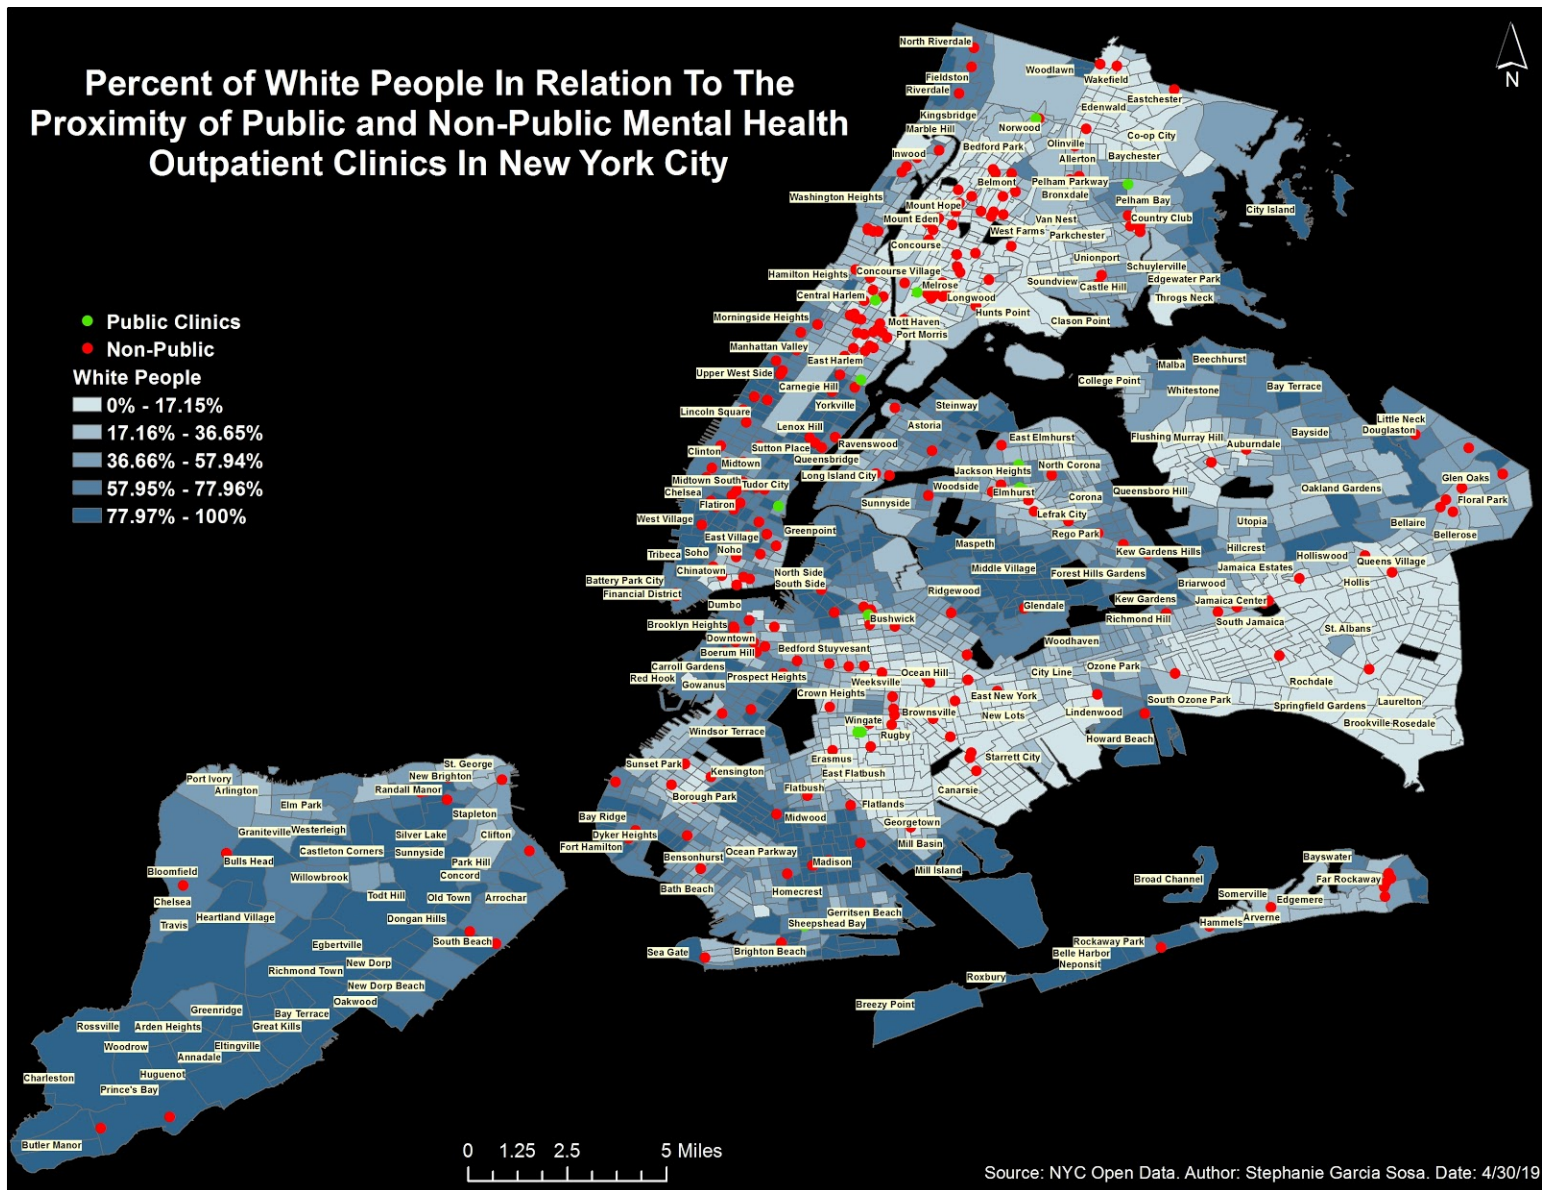 Percent of White People In Relation To The
Proximity of Public and Non-Public Mental Health
Outpatient Clinics In New York City
N
Public Clinics
Non-Public
White People
0% - 17.15%
17.16% - 36.65%
36.66% - 57.94%
57.95% - 77.96%
77.97% - 100%
North Riverdale
Woodlawn
Wakefield
Fieldston
Riverdale
Eastchester
Edenwald
Kingsbridge
Marble Hill
Norwood
Co-op City
Olinville
Bedford Park
Inwood
Allerton
Baychester
Belmont
Pelham Parkway
Bronxdale
Washington Heights
Pelham Bay
Mount Hope
City Island
Mount Eden
Van Nest
Country Club
West Farms
Parkchester
Concourse
Unionport
Hamilton Heights
Concourse Village
Schuylerville
Soundview
Castle Hill
Edgewater Park
Melrose
Central Harlem
Longwood
Throgs Neck
Hunts Point
Morningside Heights
Mott Haven
Clason Point
Port Morris
Manhattan Valley
East Harlem
Upper West Side
Carnegie Hill
Yorkville
Lincoln Square
Lenox Hill
Malba
Beechhurst
College Point
Whitestone
Bay Terrace
Steinway
Astoria
Little Neck
Douglaston
Bayside
Flushing
Murray Hill
Auburndale
East Elmhurst
Ravenswood
Clinton
Sutton Place
Queensbridge
Midtown
Long Island City
Jackson Heights
North Corona
Midtown South
Tudor City
Chelsea
Woodside
Elmhurst
Corona
Queensboro Hill
Oakland Gardens
Glen Oaks
Floral Park
Flatiron
Sunnyside
Lefrak City
West Village
East Village
Greenpoint
Rego Park
Utopia
Bellaire
Bellerose
Tribeca
Soho
Noho
Maspeth
Kew Gardens Hills
Hillcrest
Holliswood
Queens Village
Chinatown
North Side
South Side
Middle Village
Forest Hills Gardens
Jamaica Estates
Battery Park City
Financial District
Ridgewood
Briarwood
Hollis
Dumbo
Glendale
Kew Gardens
Jamaica Center
Brooklyn Heights
Bushwick
Richmond Hill
South Jamaica
St. Albans
Downtown
Boerum Hill
Bedford Stuyvesant
Woodhaven
Carroll Gardens
Red Hook
Gowanus
Prospect Heights
Ocean Hill
City Line
Ozone Park
Weeksville
Crown Heights
East New York
Rochdale
South Ozone Park
Springfield Gardens
Laurelton
Brownsville
New Lots
Lindenwood
Wingate
Rugby
Brookville
Rosedale
Windsor Terrace
Howard Beach
Erasmus
Starrett City
Sunset Park
Kensington
East Flatbush
Borough Park
Flatbush
Canarsie
Flatlands
Bay Ridge
Midwood
Georgetown
Dyker Heights
Fort Hamilton
Mill Basin
Bensonhurst
Ocean Parkway
Madison
Mill Island
Bath Beach
Homecrest
Gerritsen Beach
Sheepshead Bay
Sea Gate
Brighton Beach
Bayswater
Broad Channel
Far Rockaway
Somerville
Edgemere
Arverne
Hammels
Rockaway Park
Belle Harbor
Neponsit
Roxbury
Breezy Point
St. George
Port Ivory
New Brighton
Arlington
Randall Manor
Elm Park
Stapleton
Graniteville
Westerleigh
Silver Lake
Clifton
Castleton Corners
Sunnyside
Bulls Head
Park Hill
Bloomfield
Willowbrook
Concord
Chelsea
Todt Hill
Old Town
Arrochar
Heartland Village
Dongan Hills
Travis
Egbertville
South Beach
Richmond Town
New Dorp
New Dorp Beach
Oakwood
Greenridge
Bay Terrace
Rossville
Arden Heights
Great Kills
Woodrow
Eltingville
Annadale
Charleston
Huguenot
Prince's Bay
Butler Manor
0 1.25 2.5 5 Miles
Source: NYC Open Data. Author: Stephanie Garcia Sosa. Date: 4/30/19